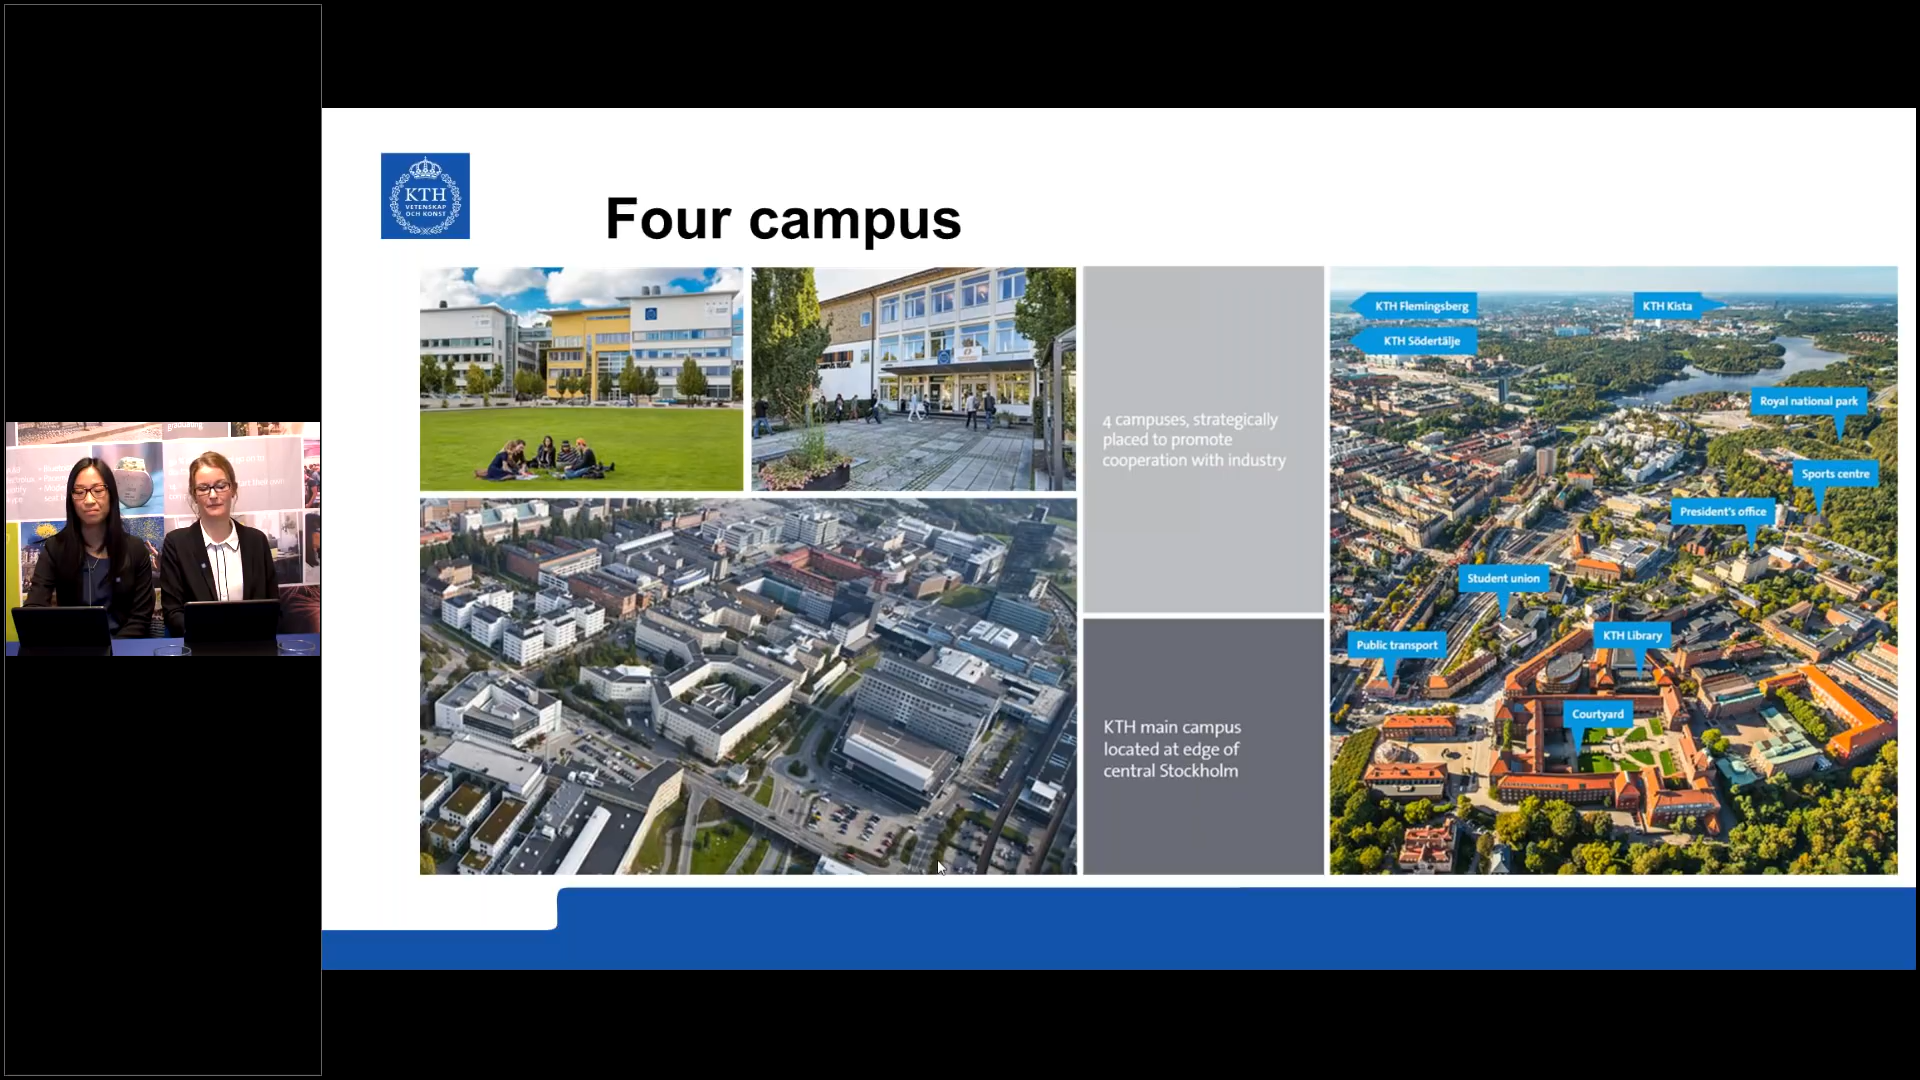 KTH
VETENSKAP
OCH KONST
Four campus
4 campuses, strategically
placed to promote
cooperation with industry
KTH main campus
located at edge of
central Stockholm
KTH Flemingsberg
KTH Kista
KTH Södertälje
Royal national park
Sports centre
President's office
Student union
KTH Library
Public transport
Courtyard
graduating